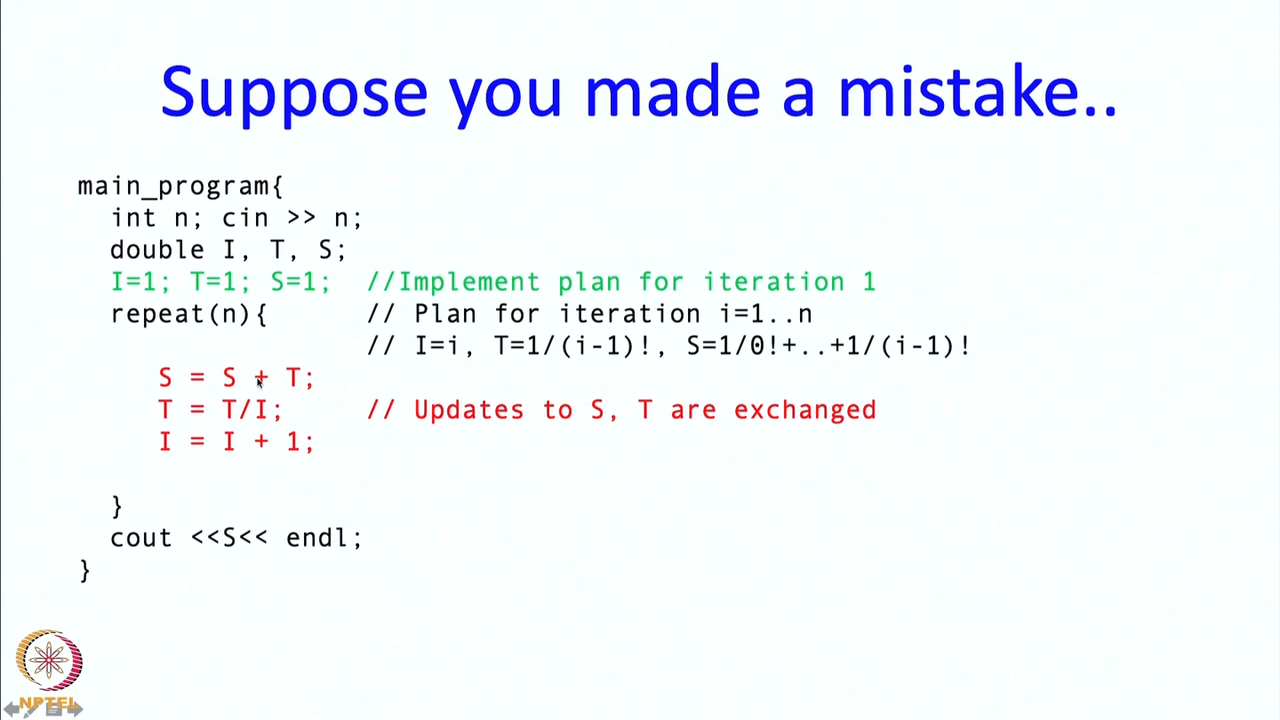 Suppose you made a mistake..
main_program{
int n; cin >> n;
double I, T, S;
I=1; T=1; S=1; //Implement plan for iteration 1
repeat(n){ // Plan for iteration i=1..n
// I=i, T=1/(i-1)!, S=1/0!+..+1/(i-1)!
S = S + T;
T = T/I; // Updates to S, T are exchanged
I = I + 1;
}
cout <<S<< endl;
}
NPTEL